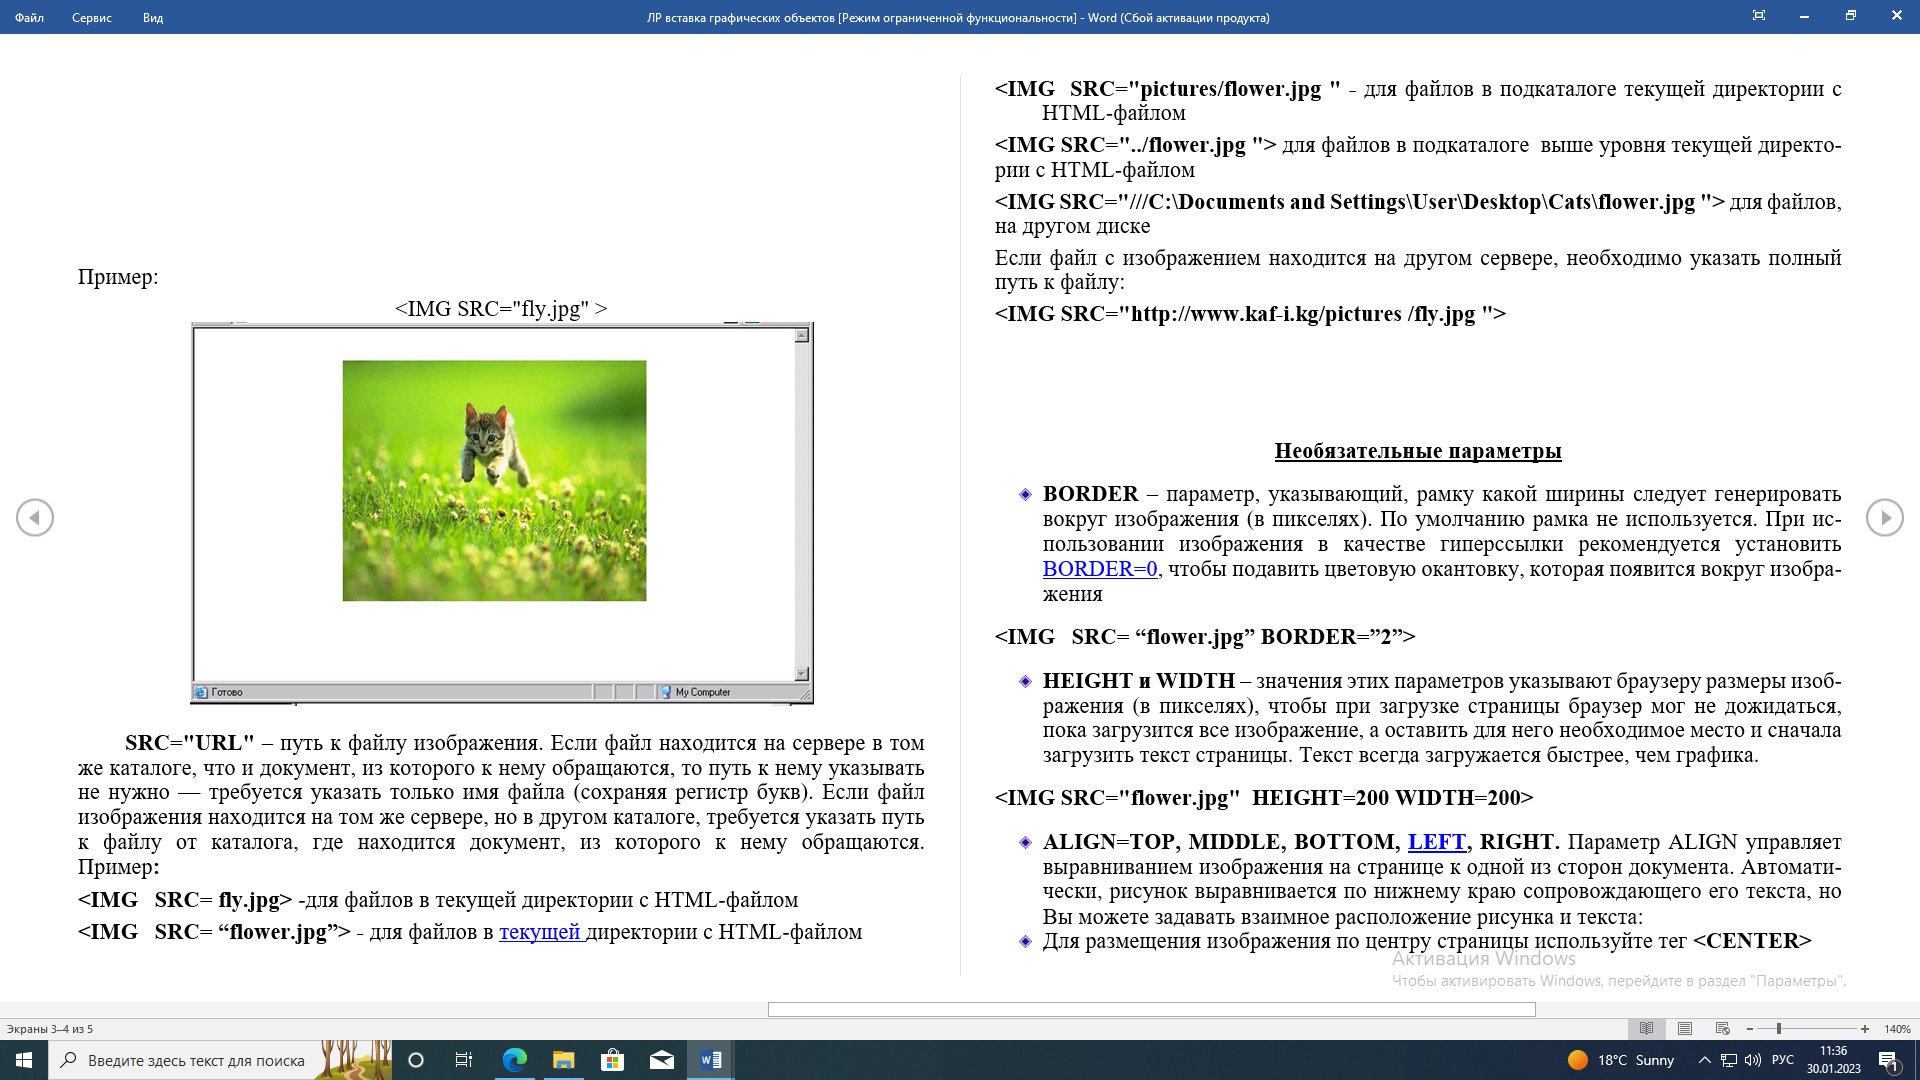 Файл Сервис Вид
ЛР вставка графических объектов [Режим ограниченной функциональности] - Word (Сбой активации продукта)
Пример:
<IMG SRC="fly.jpg" >
Готово
My Computer
SRC="URL" – путь к файлу изображения. Если файл находится на сервере в том
же каталоге, что и документ, из которого к нему обращаются, то путь к нему указывать
не нужно — требуется указать только имя файла (сохраняя регистр букв). Если файл
изображения находится на том же сервере, но в другом каталоге, требуется указать путь
к файлу от каталога, где находится документ, из которого к нему обращаются.
Пример:
<IMG SRC= fly.jpg> -для файлов в текущей директории с HTML-файлом
<IMG SRC= “flower.jpg”> - для файлов в текущей директории с HTML-файлом
<IMG SRC="pictures/flower.jpg " - для файлов в подкаталоге текущей директории с
HTML-файлом
<IMG SRC="../flower.jpg "> для файлов в подкаталоге выше уровня текущей директо-
рии с HTML-файлом
<IMG SRC="///C:\Documents and Settings\User\Desktop\Cats\flower.jpg "> для файлов,
на другом диске
Если файл с изображением находится на другом сервере, необходимо указать полный
путь к файлу:
<IMG SRC="http://www.kaf-i.kg/pictures /fly.jpg ">
Необязательные параметры
BORDER – параметр, указывающий, рамку какой ширины следует генерировать
вокруг изображения (в пикселях). По умолчанию рамка не используется. При ис-
пользовании изображения в качестве гиперссылки рекомендуется установить
BORDER=0, чтобы подавить цветовую окантовку, которая появится вокруг изобра-
жения
<IMG SRC= “flower.jpg” BORDER=”2”>
HEIGHT и WIDTH – значения этих параметров указывают браузеру размеры изоб-
ражения (в пикселях), чтобы при загрузке страницы браузер мог не дожидаться,
пока загрузится все изображение, а оставить для него необходимое место и сначала
загрузить текст страницы. Текст всегда загружается быстрее, чем графика.
<IMG SRC="flower.jpg" HEIGHT=200 WIDTH=200>
ALIGN=TOP, MIDDLE, BOTTOM, LEFT, RIGHT. Параметр ALIGN управляет
выравниванием изображения на странице к одной из сторон документа. Автомати-
чески, рисунок выравнивается по нижнему краю сопровождающего его текста, но
Вы можете задавать взаимное расположение рисунка и текста:
Для размещения изображения по центру страницы используйте тег <CENTER>
Активация Windows
Чтобы активировать Windows, перейдите в раздел "Параметры".
Экраны 3–4 из 5
140%
Введите здесь текст для поиска
18°C Sunny
РУС
11:36
30.01.2023
1